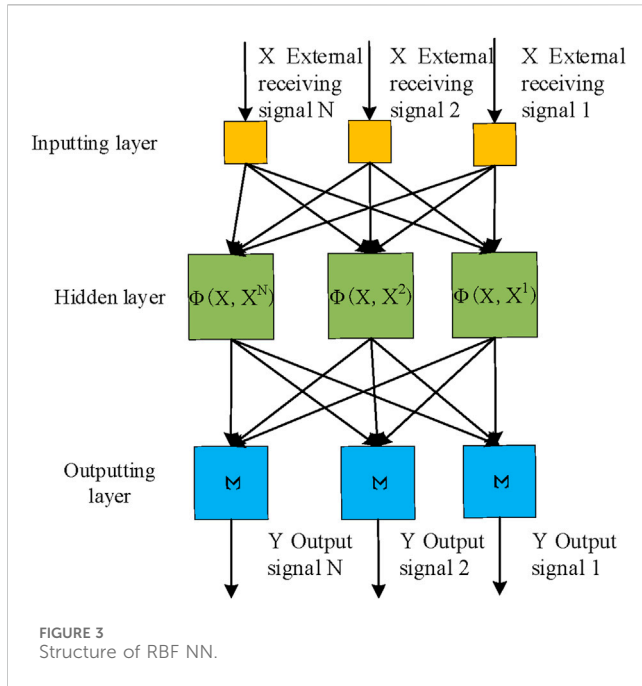 X External
receiving
signal N
X External
receiving
signal 2
X External
receiving
signal 1
Inputting layer
Hidden layer
Φ(X, X^N)
Φ(X, X^2)
Φ(X, X^1)
Outputting
layer
Σ
Σ
Σ
Y Output
signal N
Y Output
signal 2
Y Output
signal 1
FIGURE 3
Structure of RBF NN.